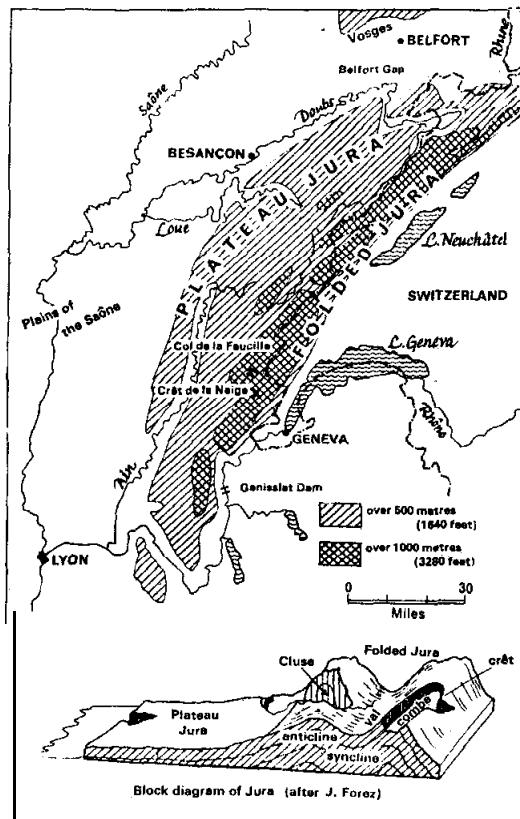 Vosges
BELFORT
Rhine
Belfort Gap
Saône
Doubs
BESANÇON
Loue
PLATEAU JURA
FOLDED JURA
L. Neuchâtel
SWITZERLAND
Plains of
the Saône
Col de la Faucille
L. Geneva
Crêt de la Neige
Rhône
GENEVA
Ain
Génissiat Dam
over 500 metres
(1640 feet)
LYON
over 1000 metres
(3280 feet)
0 30
Miles
Folded Jura
Cluse
crêt
Plateau
Jura
val
combe
anticline
syncline
Block diagram of Jura (after J. Forez)